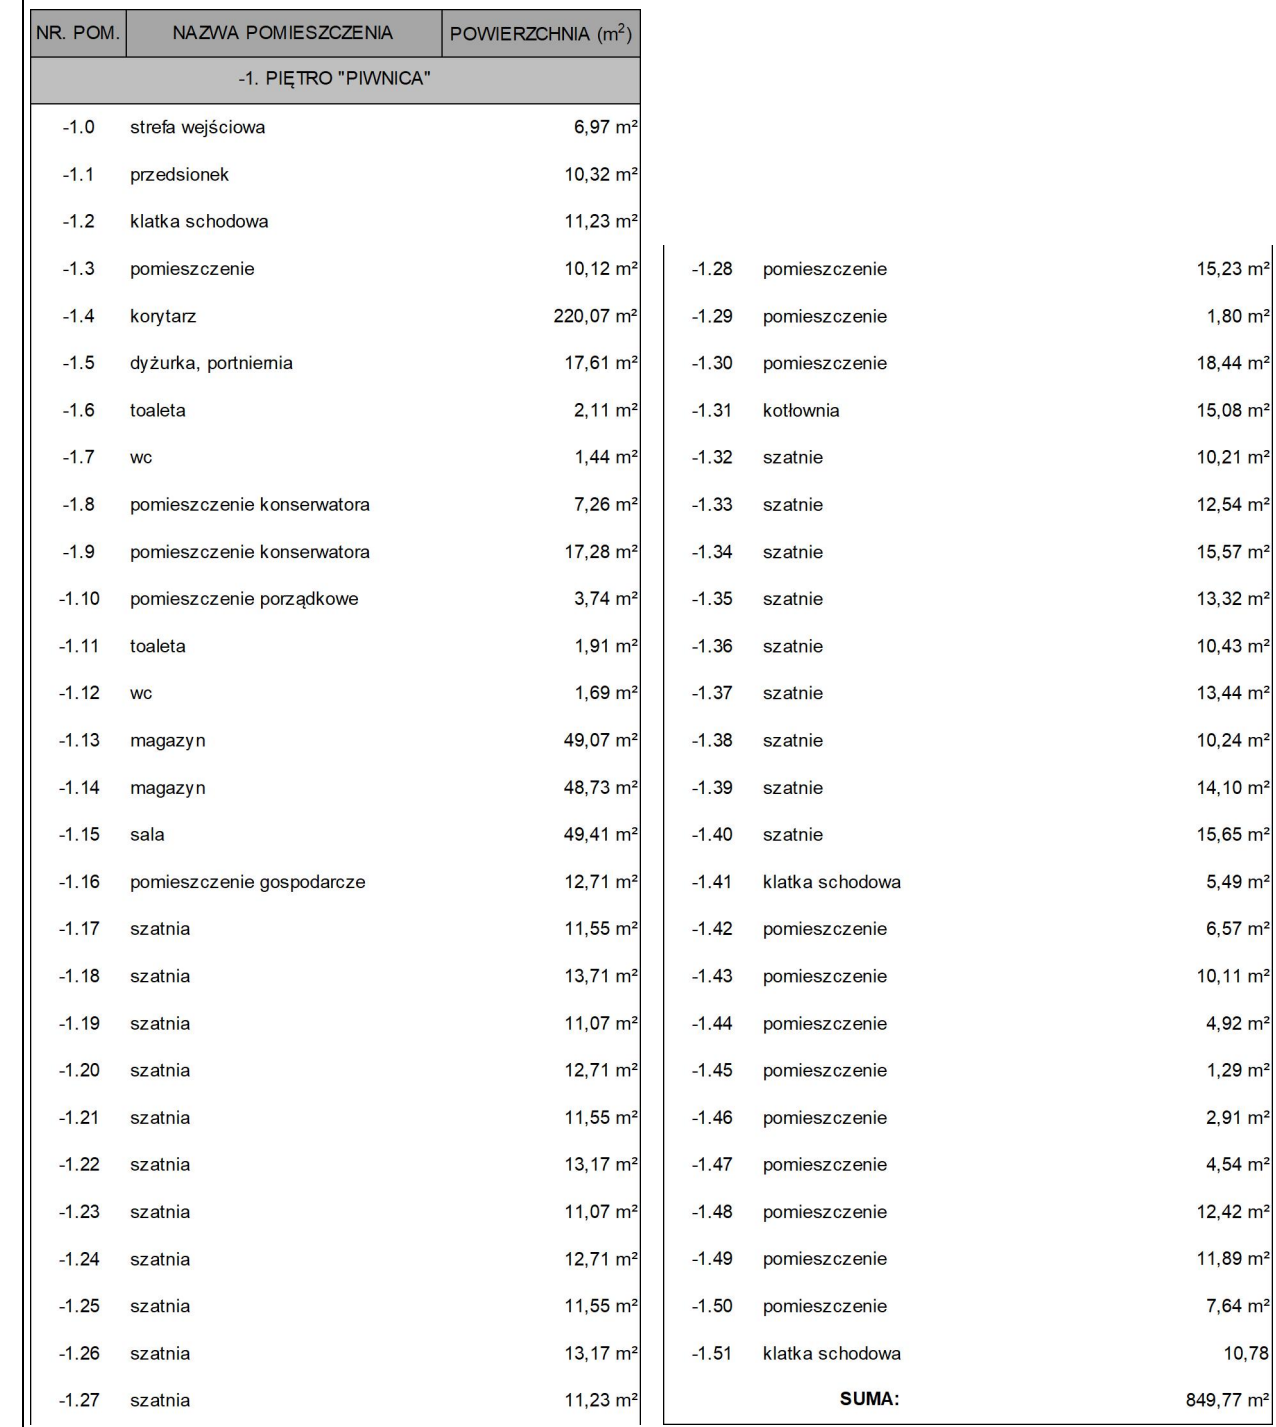 NR. POM. NAZWA POMIESZCZENIA POWIERZCHNIA (m²)
-1. PIĘTRO "PIWNICA"
-1.0 strefa wejściowa 6,97 m²
-1.1 przedsionek 10,32 m²
-1.2 klatka schodowa 11,23 m²
-1.3 pomieszczenie 10,12 m²
-1.4 korytarz 220,07 m²
-1.5 dyżurka, portniernia 17,61 m²
-1.6 toaleta 2,11 m²
-1.7 wc 1,44 m²
-1.8 pomieszczenie konserwatora 7,26 m²
-1.9 pomieszczenie konserwatora 17,28 m²
-1.10 pomieszczenie porządkowe 3,74 m²
-1.11 toaleta 1,91 m²
-1.12 wc 1,69 m²
-1.13 magazyn 49,07 m²
-1.14 magazyn 48,73 m²
-1.15 sala 49,41 m²
-1.16 pomieszczenie gospodarcze 12,71 m²
-1.17 szatnia 11,55 m²
-1.18 szatnia 13,71 m²
-1.19 szatnia 11,07 m²
-1.20 szatnia 12,71 m²
-1.21 szatnia 11,55 m²
-1.22 szatnia 13,17 m²
-1.23 szatnia 11,07 m²
-1.24 szatnia 12,71 m²
-1.25 szatnia 11,55 m²
-1.26 szatnia 13,17 m²
-1.27 szatnia 11,23 m²
-1.28 pomieszczenie 15,23 m²
-1.29 pomieszczenie 1,80 m²
-1.30 pomieszczenie 18,44 m²
-1.31 kotłownia 15,08 m²
-1.32 szatnie 10,21 m²
-1.33 szatnie 12,54 m²
-1.34 szatnie 15,57 m²
-1.35 szatnie 13,32 m²
-1.36 szatnie 10,43 m²
-1.37 szatnie 13,44 m²
-1.38 szatnie 10,24 m²
-1.39 szatnie 14,10 m²
-1.40 szatnie 15,65 m²
-1.41 klatka schodowa 5,49 m²
-1.42 pomieszczenie 6,57 m²
-1.43 pomieszczenie 10,11 m²
-1.44 pomieszczenie 4,92 m²
-1.45 pomieszczenie 1,29 m²
-1.46 pomieszczenie 2,91 m²
-1.47 pomieszczenie 4,54 m²
-1.48 pomieszczenie 12,42 m²
-1.49 pomieszczenie 11,89 m²
-1.50 pomieszczenie 7,64 m²
-1.51 klatka schodowa 10,78
SUMA: 849,77 m²